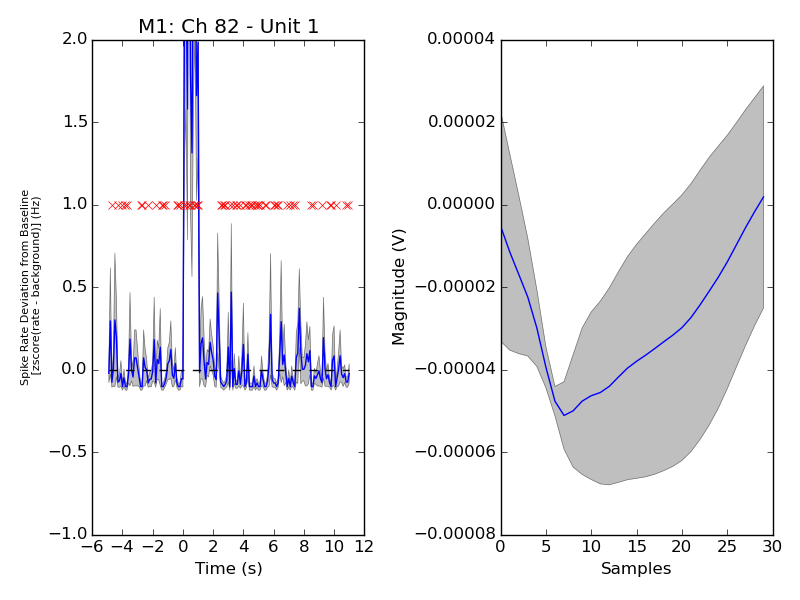 M1: Ch 82 - Unit 1
2.0
1.5
1.0
0.5
0.0
−0.5
−1.0
−6 −4 −2 0 2 4 6 8 10 12
Time (s)
Spike Rate Deviation from Baseline
[zscore(rate - background)] (Hz)
0.00004
0.00002
0.00000
−0.00002
−0.00004
−0.00006
−0.00008
0 5 10 15 20 25 30
Samples
Magnitude (V)